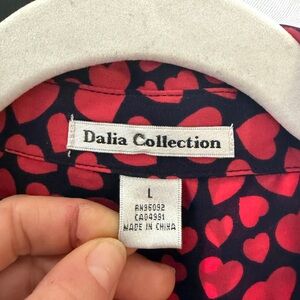 Dalia Collection
L
RN96092
CA04991
MADE IN CHINA